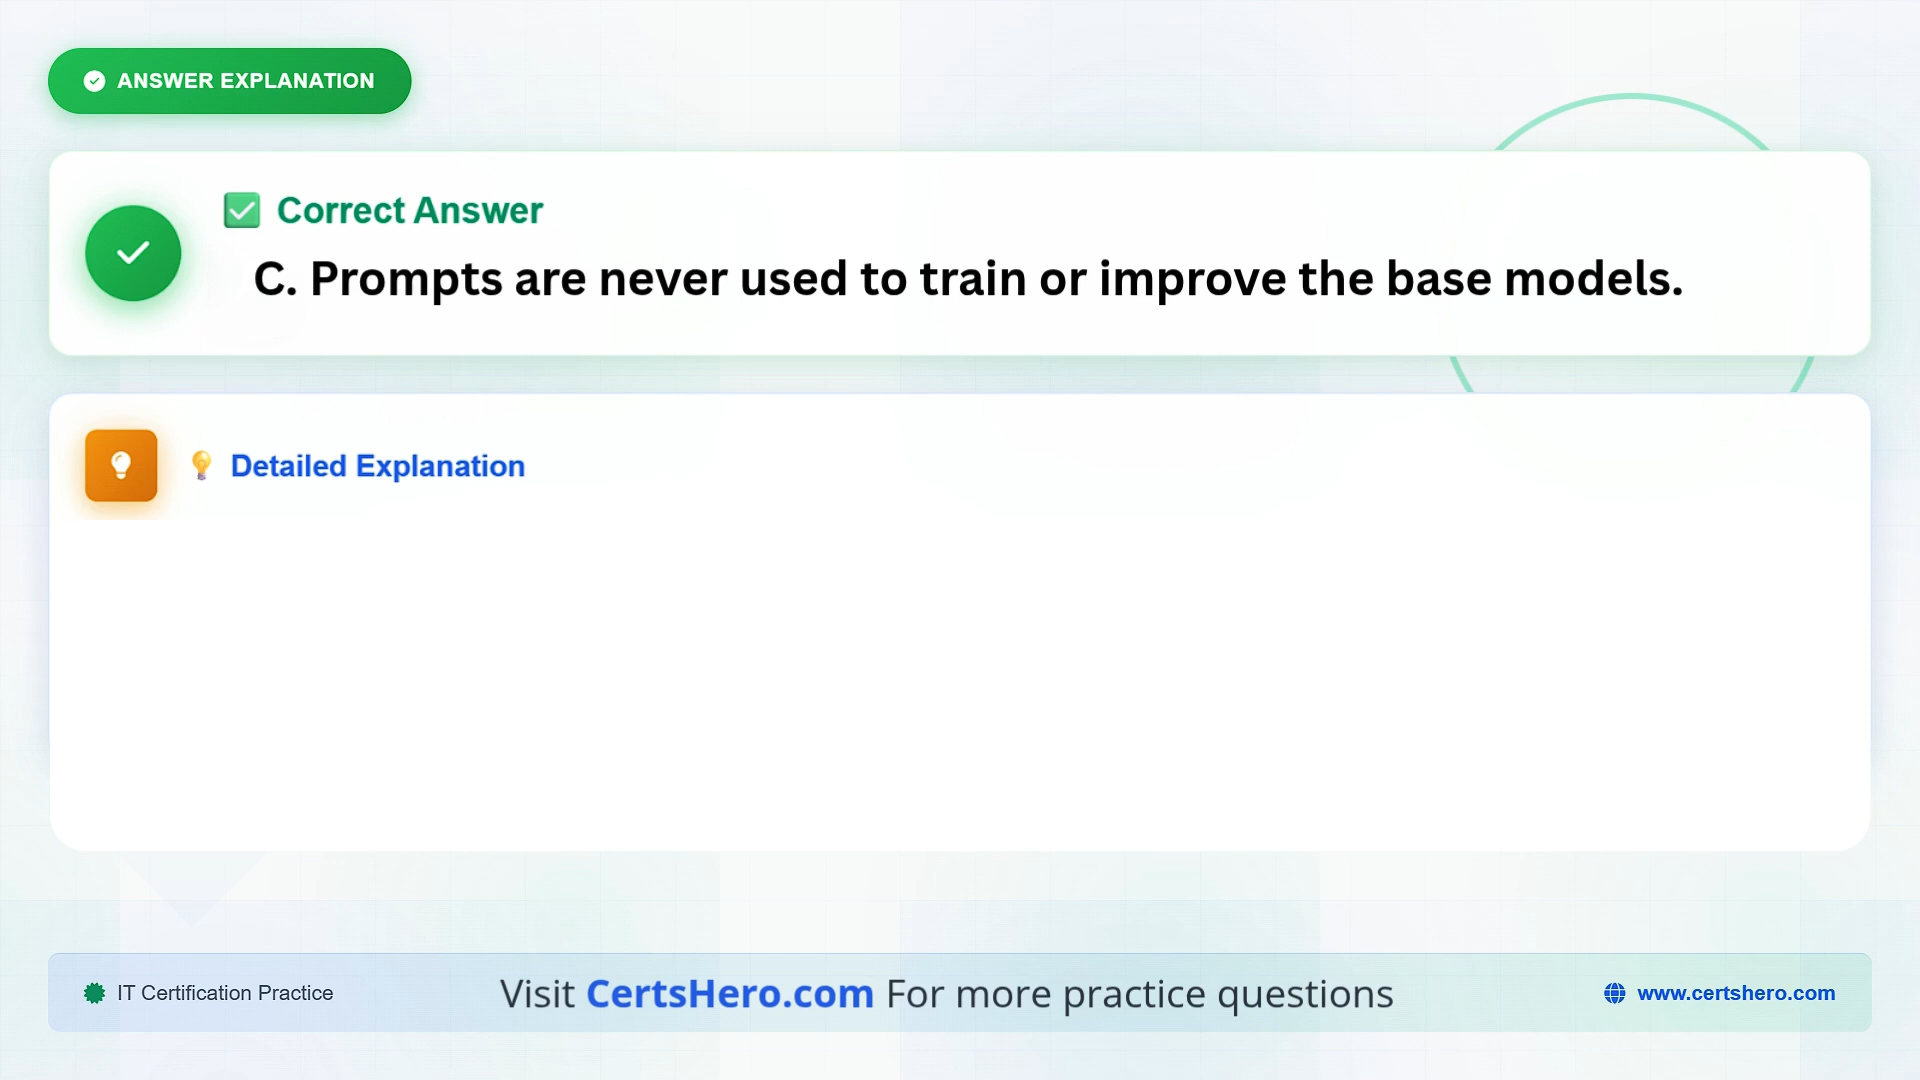 ANSWER EXPLANATION
Correct Answer
C. Prompts are never used to train or improve the base models.
Detailed Explanation
IT Certification Practice
Visit CertsHero.com For more practice questions
www.certshero.com